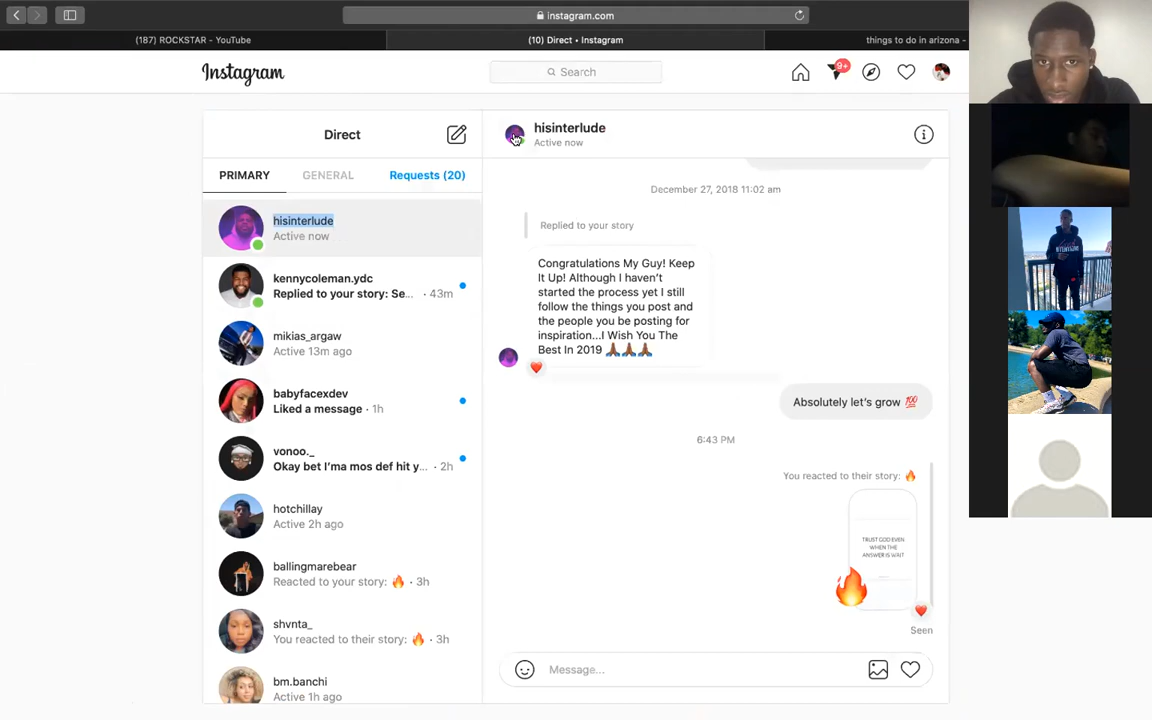 instagram.com
(187) ROCKSTAR - YouTube
(10) Direct • Instagram
things to do in arizona -
Instagram
Search
9+
Direct
hisinterlude
Active now
PRIMARY
GENERAL
Requests (20)
hisinterlude
Active now
kennycoleman.ydc
Replied to your story: Se... · 43m
mikias_argaw
Active 13m ago
babyfacexdev
Liked a message · 1h
vonoo._
Okay bet I'ma mos def hit y... · 2h
hotchillay
Active 2h ago
ballingmarebear
Reacted to your story: 🔥 · 3h
shvnta_
You reacted to their story: 🔥 · 3h
bm.banchi
Active 1h ago
December 27, 2018 11:02 am
Replied to your story
Congratulations My Guy! Keep
It Up! Although I haven't
started the process yet I still
follow the things you post and
the people you be posting for
inspiration...I Wish You The
Best In 2019 🙏🏾🙏🏾🙏🏾
Absolutely let's grow 💯
6:43 PM
You reacted to their story: 🔥
TRUST GOD EVEN
WHEN THE
ANSWER IS WAIT
Seen
Message...